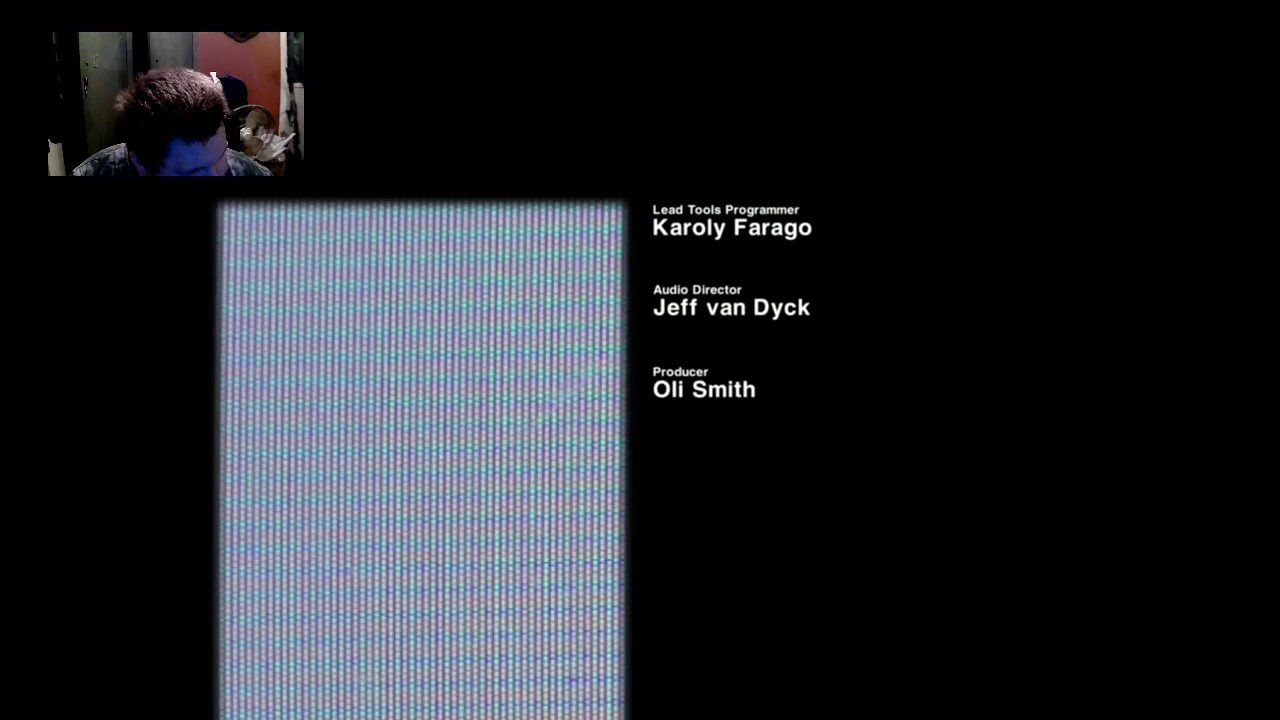 Lead Tools Programmer
Karoly Farago
Audio Director
Jeff van Dyck
Producer
Oli Smith